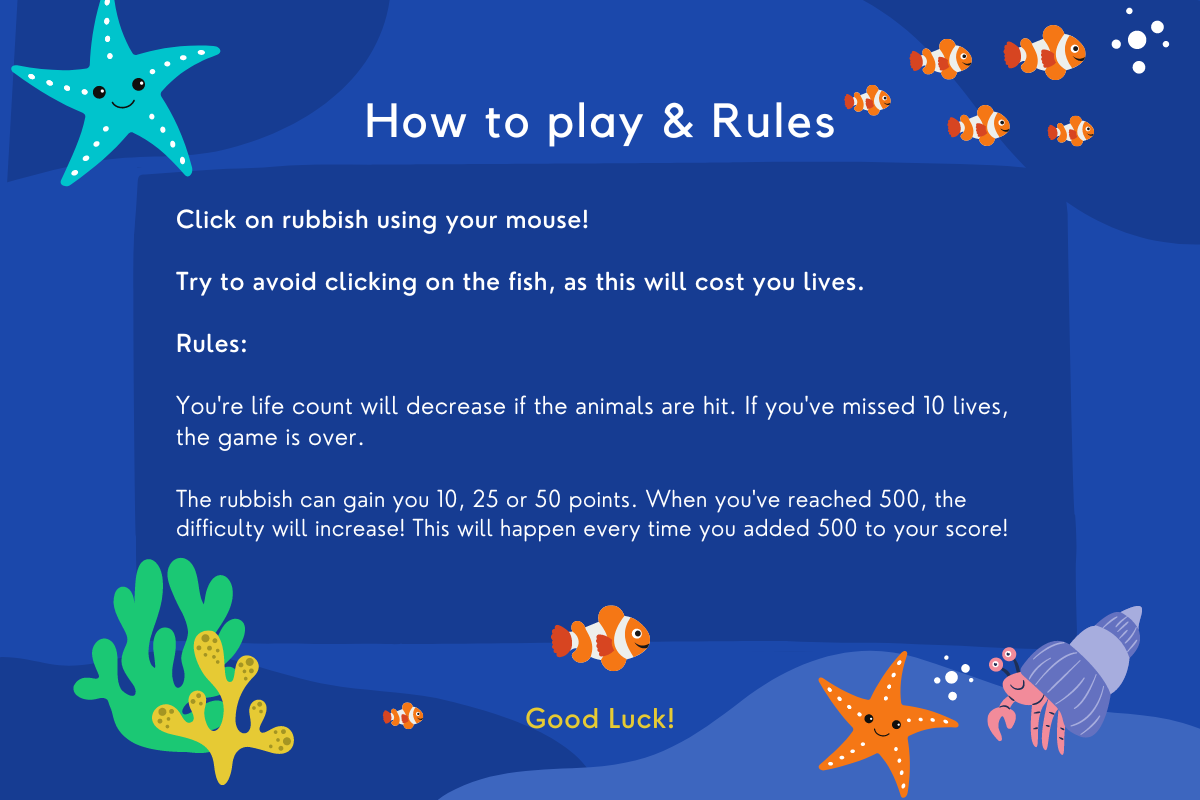 How to play & Rules
Click on rubbish using your mouse!
Try to avoid clicking on the fish, as this will cost you lives.
Rules:
You're life count will decrease if the animals are hit. If you've missed 10 lives,
the game is over.
The rubbish can gain you 10, 25 or 50 points. When you've reached 500, the
difficulty will increase! This will happen every time you added 500 to your score!
Good Luck!